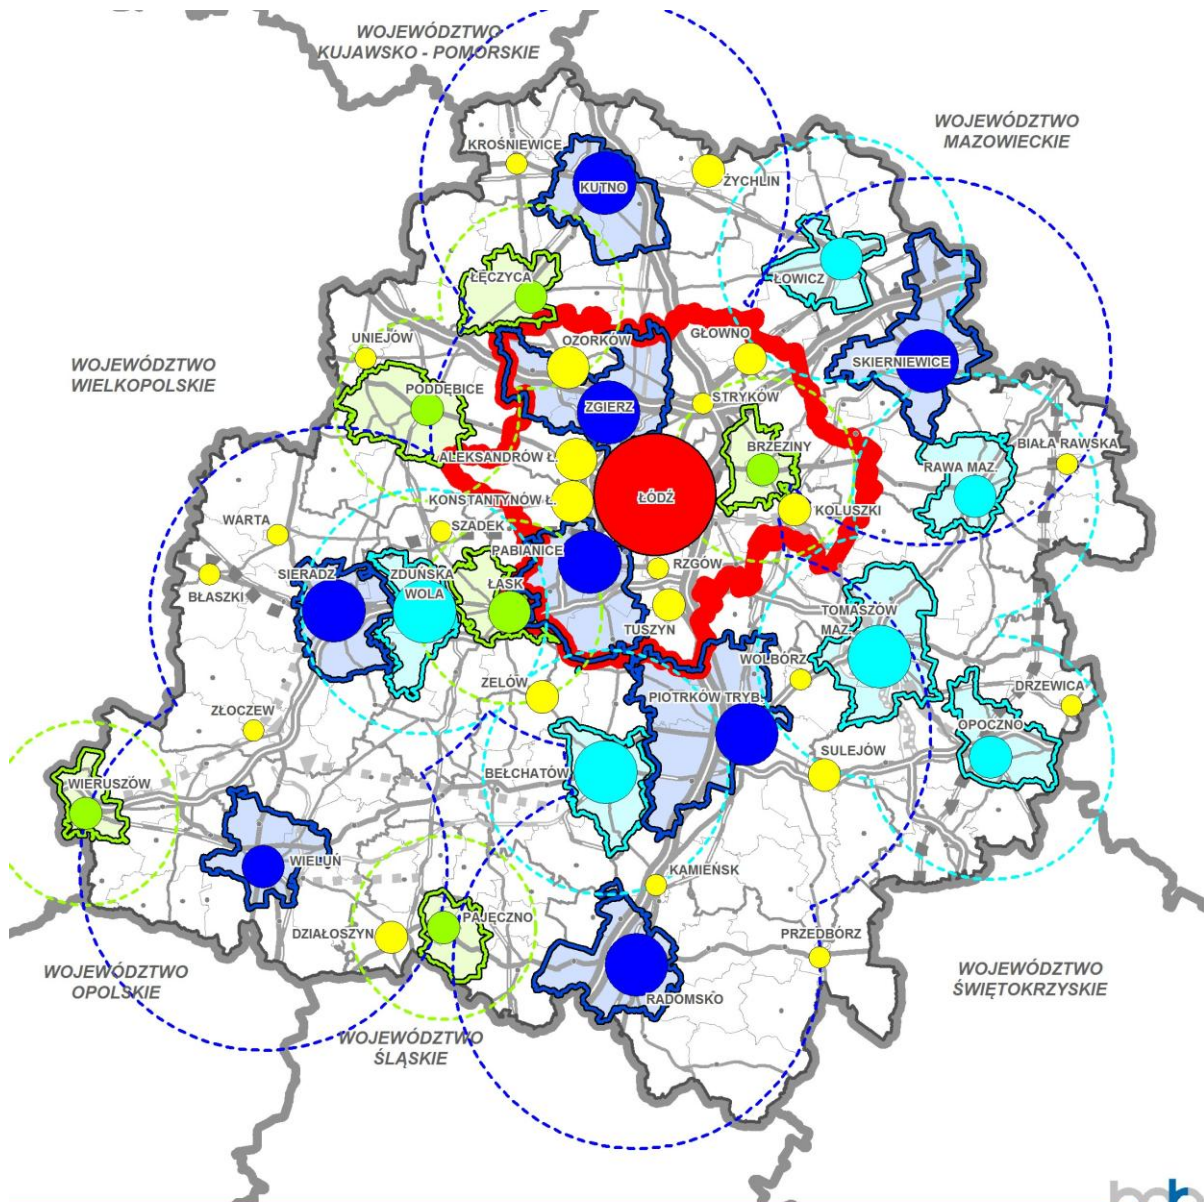 WOJEWÓDZTWO
KUJAWSKO - POMORSKIE
WOJEWÓDZTWO
MAZOWIECKIE
KROŚNIEWICE
KUTNO
ŻYCHLIN
ŁĘCZYCA
ŁOWICZ
UNIEJÓW
OZORKÓW
GŁOWNO
SKIERNIEWICE
WOJEWÓDZTWO
WIELKOPOLSKIE
PODDĘBICE
ZGIERZ
STRYKÓW
ALEKSANDRÓW Ł.
BRZEZINY
BIAŁA RAWSKA
RAWA MAZ.
KONSTANTYNÓW Ł.
ŁÓDŹ
KOLUSZKI
WARTA
SZADEK
PABIANICE
RZGÓW
BŁASZKI
SIERADZ
ZDUŃSKA
WOLA
ŁASK
TUSZYN
TOMASZÓW
MAZ.
WOLBÓRZ
ZELÓW
PIOTRKÓW TRYB.
DRZEWICA
ZŁOCZEW
OPOCZNO
SULEJÓW
BEŁCHATÓW
WIERUSZÓW
WIELUŃ
KAMIEŃSK
DZIAŁOSZYN
PAJĘCZNO
PRZEDBÓRZ
WOJEWÓDZTWO
OPOLSKIE
RADOMSKO
WOJEWÓDZTWO
ŚWIĘTOKRZYSKIE
WOJEWÓDZTWO
ŚLĄSKIE